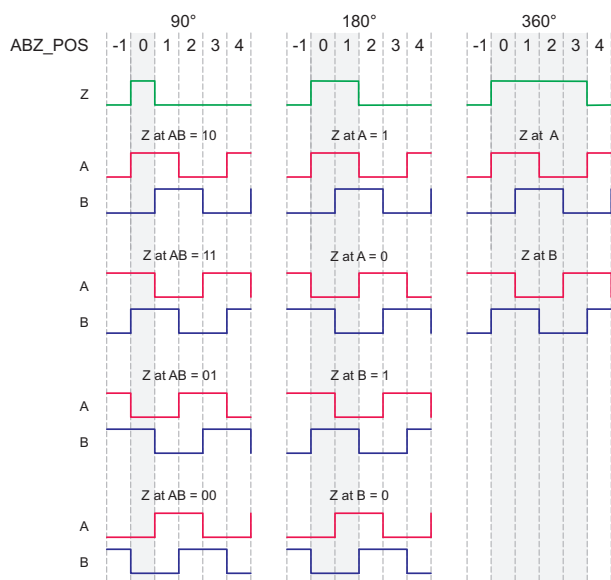 90° 180° 360°
ABZ_POS -1 0 1 2 3 4 -1 0 1 2 3 4 -1 0 1 2 3 4
Z
Z at AB = 10 Z at A = 1 Z at A
A
B
Z at AB = 11 Z at A = 0 Z at B
A
B
Z at AB = 01 Z at B = 1
A
B
Z at AB = 00 Z at B = 0
A
B